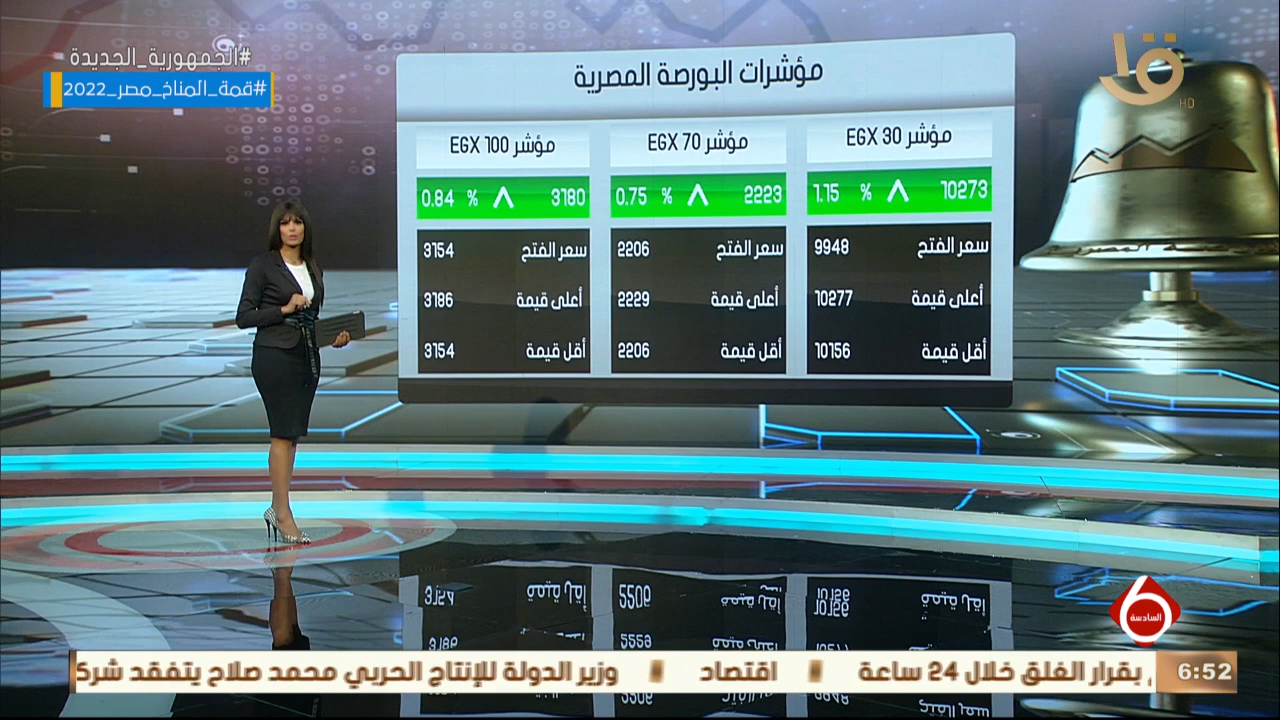 #الجمهورية_الجديدة
#قمة_المناخ_مصر_2022
HD
مؤشرات البورصة المصرية
مؤشر EGX 30
مؤشر EGX 70
مؤشر EGX 100
10273 % 1.15
2223 % 0.75
3180 % 0.84
سعر الفتح 9948
سعر الفتح 2206
سعر الفتح 3154
أعلى قيمة 10277
أعلى قيمة 2229
أعلى قيمة 3186
أقل قيمة 10156
أقل قيمة 2206
أقل قيمة 3154
6
السادسة
6:52
بقرار الغلق خلال 24 ساعة
اقتصاد
وزير الدولة للإنتاج الحربي محمد صلاح يتفقد شرك